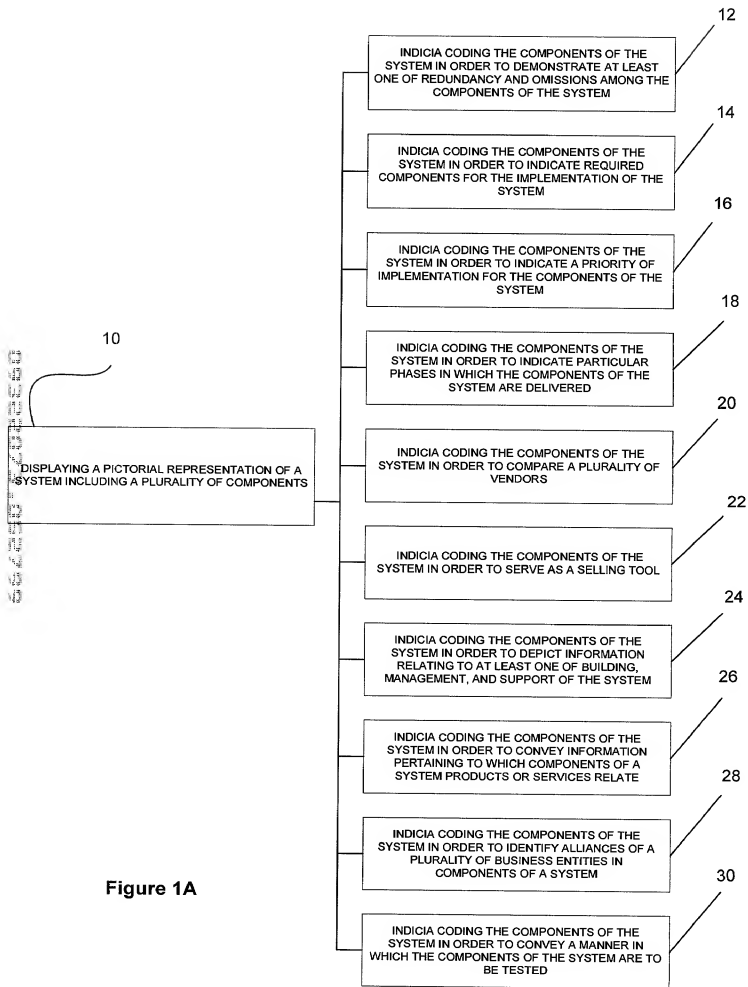 12
INDICIA CODING THE COMPONENTS OF THE
SYSTEM IN ORDER TO DEMONSTRATE AT LEAST
ONE OF REDUNDANCY AND OMISSIONS AMONG THE
COMPONENTS OF THE SYSTEM
14
INDICIA CODING THE COMPONENTS OF THE
SYSTEM IN ORDER TO INDICATE REQUIRED
COMPONENTS FOR THE IMPLEMENTATION OF THE
SYSTEM
16
INDICIA CODING THE COMPONENTS OF THE
SYSTEM IN ORDER TO INDICATE A PRIORITY OF
IMPLEMENTATION FOR THE COMPONENTS OF THE
SYSTEM
18
INDICIA CODING THE COMPONENTS OF THE
SYSTEM IN ORDER TO INDICATE PARTICULAR
PHASES IN WHICH THE COMPONENTS OF THE
SYSTEM ARE DELIVERED
10
DISPLAYING A PICTORIAL REPRESENTATION OF A
SYSTEM INCLUDING A PLURALITY OF COMPONENTS
20
INDICIA CODING THE COMPONENTS OF THE
SYSTEM IN ORDER TO COMPARE A PLURALITY OF
VENDORS
22
INDICIA CODING THE COMPONENTS OF THE
SYSTEM IN ORDER TO SERVE AS A SELLING TOOL
24
INDICIA CODING THE COMPONENTS OF THE
SYSTEM IN ORDER TO DEPICT INFORMATION
RELATING TO AT LEAST ONE OF BUILDING,
MANAGEMENT, AND SUPPORT OF THE SYSTEM
26
INDICIA CODING THE COMPONENTS OF THE
SYSTEM IN ORDER TO CONVEY INFORMATION
PERTAINING TO WHICH COMPONENTS OF A
SYSTEM PRODUCTS OR SERVICES RELATE
28
INDICIA CODING THE COMPONENTS OF THE
SYSTEM IN ORDER TO IDENTIFY ALLIANCES OF A
PLURALITY OF BUSINESS ENTITIES IN
COMPONENTS OF A SYSTEM
30
INDICIA CODING THE COMPONENTS OF THE
SYSTEM IN ORDER TO CONVEY A MANNER IN
WHICH THE COMPONENTS OF THE SYSTEM ARE TO
BE TESTED
Figure 1A